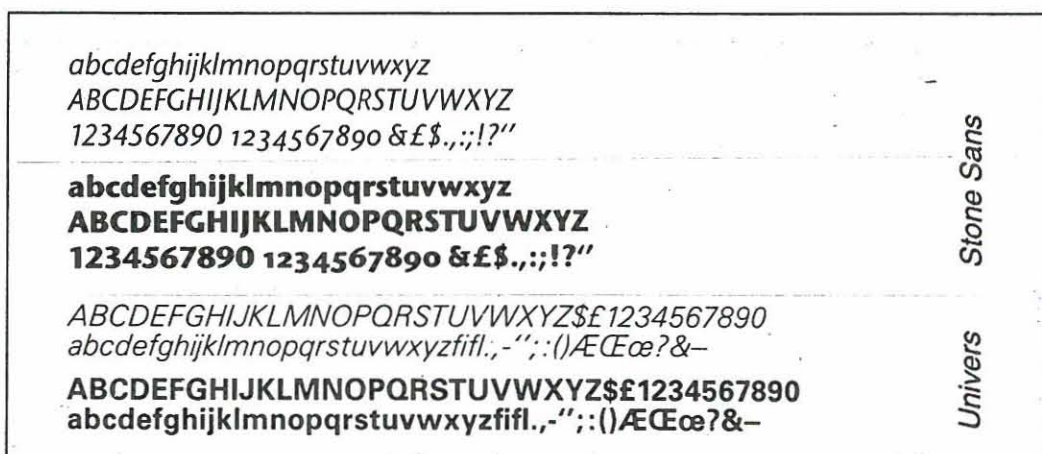 abcdefghijklmnopqrstuvwxyz
ABCDEFGHIJKLMNOPQRSTUVWXYZ
1234567890 1234567890 &£$.,:;!?’’
abcdefghijklmnopqrstuvwxyz
ABCDEFGHIJKLMNOPQRSTUVWXYZ
1234567890 1234567890 &£$.,:;!?’’
Stone Sans
ABCDEFGHIJKLMNOPQRSTUVWXYZ$£1234567890
abcdefghijklmnopqrstuvwxyzfifl.,-‘’;:()ÆŒœ?&–
ABCDEFGHIJKLMNOPQRSTUVWXYZ$£1234567890
abcdefghijklmnopqrstuvwxyzfifl.,-‘’;:()ÆŒœ?&–
Univers